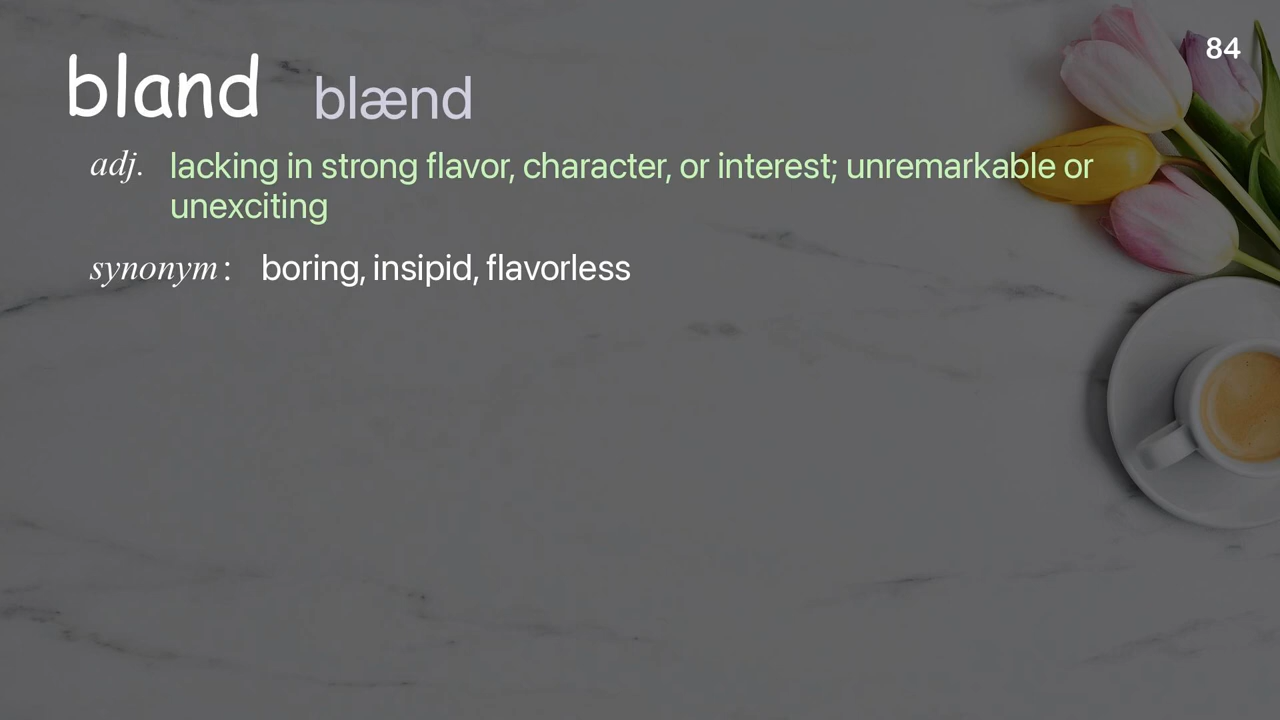 84
bland blænd
adj. lacking in strong flavor, character, or interest; unremarkable or
unexciting
synonym: boring, insipid, flavorless